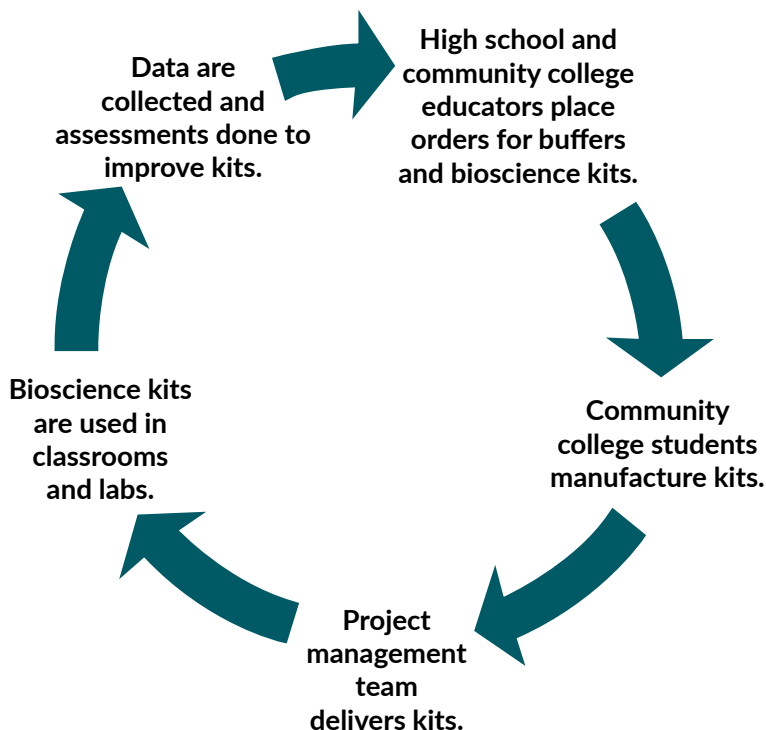 High school and
community college
educators place
orders for buffers
and bioscience kits.
Community
college students
manufacture kits.
Project
management
team
delivers kits.
Bioscience kits
are used in
classrooms
and labs.
Data are
collected and
assessments done to
improve kits.